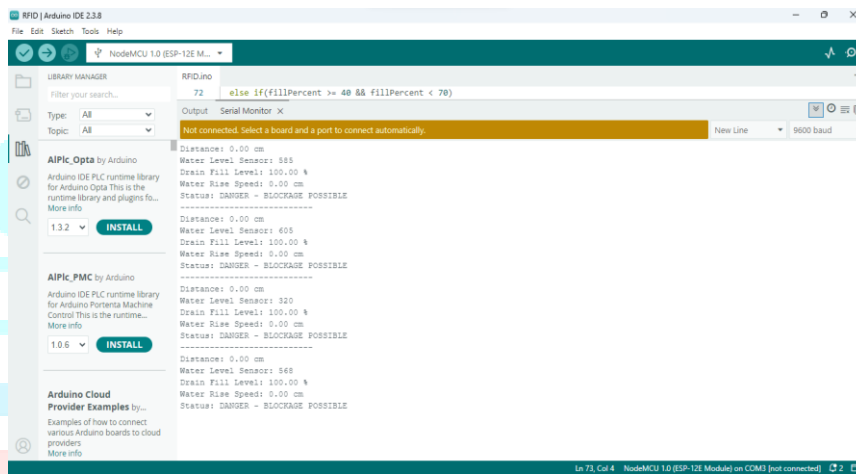 RFID | Arduino IDE 2.3.8
File Edit Sketch Tools Help
NodeMCU 1.0 (ESP-12E M...
LIBRARY MANAGER
Filter your search...
Type: All
Topic: All
AlPlc_Opta by Arduino
Arduino IDE PLC runtime library
for Arduino Opta This is the
runtime library and plugins fo...
More info
1.3.2 INSTALL
AlPlc_PMC by Arduino
Arduino IDE PLC runtime library
for Arduino Portenta Machine
Control This is the runtime...
More info
1.0.6 INSTALL
Arduino Cloud
Provider Examples by...
Examples of how to connect
various Arduino boards to cloud
providers
More info
RFID.ino
72 else if(fillPercent >= 40 && fillPercent < 70)
Output Serial Monitor
Not connected. Select a board and a port to connect automatically.
New Line 9600 baud
Distance: 0.00 cm
Water Level Sensor: 585
Drain Fill Level: 100.00 %
Water Rise Speed: 0.00 cm
Status: DANGER - BLOCKAGE POSSIBLE
---------------------------
Distance: 0.00 cm
Water Level Sensor: 605
Drain Fill Level: 100.00 %
Water Rise Speed: 0.00 cm
Status: DANGER - BLOCKAGE POSSIBLE
---------------------------
Distance: 0.00 cm
Water Level Sensor: 320
Drain Fill Level: 100.00 %
Water Rise Speed: 0.00 cm
Status: DANGER - BLOCKAGE POSSIBLE
---------------------------
Distance: 0.00 cm
Water Level Sensor: 568
Drain Fill Level: 100.00 %
Water Rise Speed: 0.00 cm
Status: DANGER - BLOCKAGE POSSIBLE
Ln 73, Col 4 NodeMCU 1.0 (ESP-12E Module) on COM3 [not connected] 2